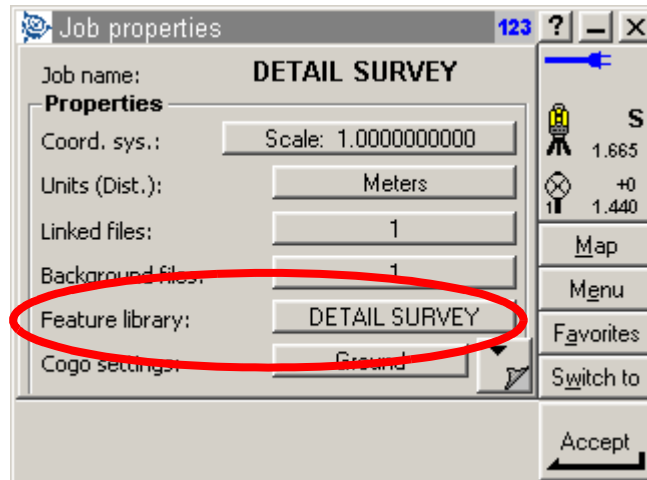 Job properties 123 ? _ X
Job name: DETAIL SURVEY
Properties
Coord. sys.: Scale: 1.0000000000
Units (Dist.): Meters
Linked files: 1
Background files: 1
Feature library: DETAIL SURVEY
Cogo settings: Ground
S
1.665
+0
1 1.440
Map
Menu
Favorites
Switch to
Accept